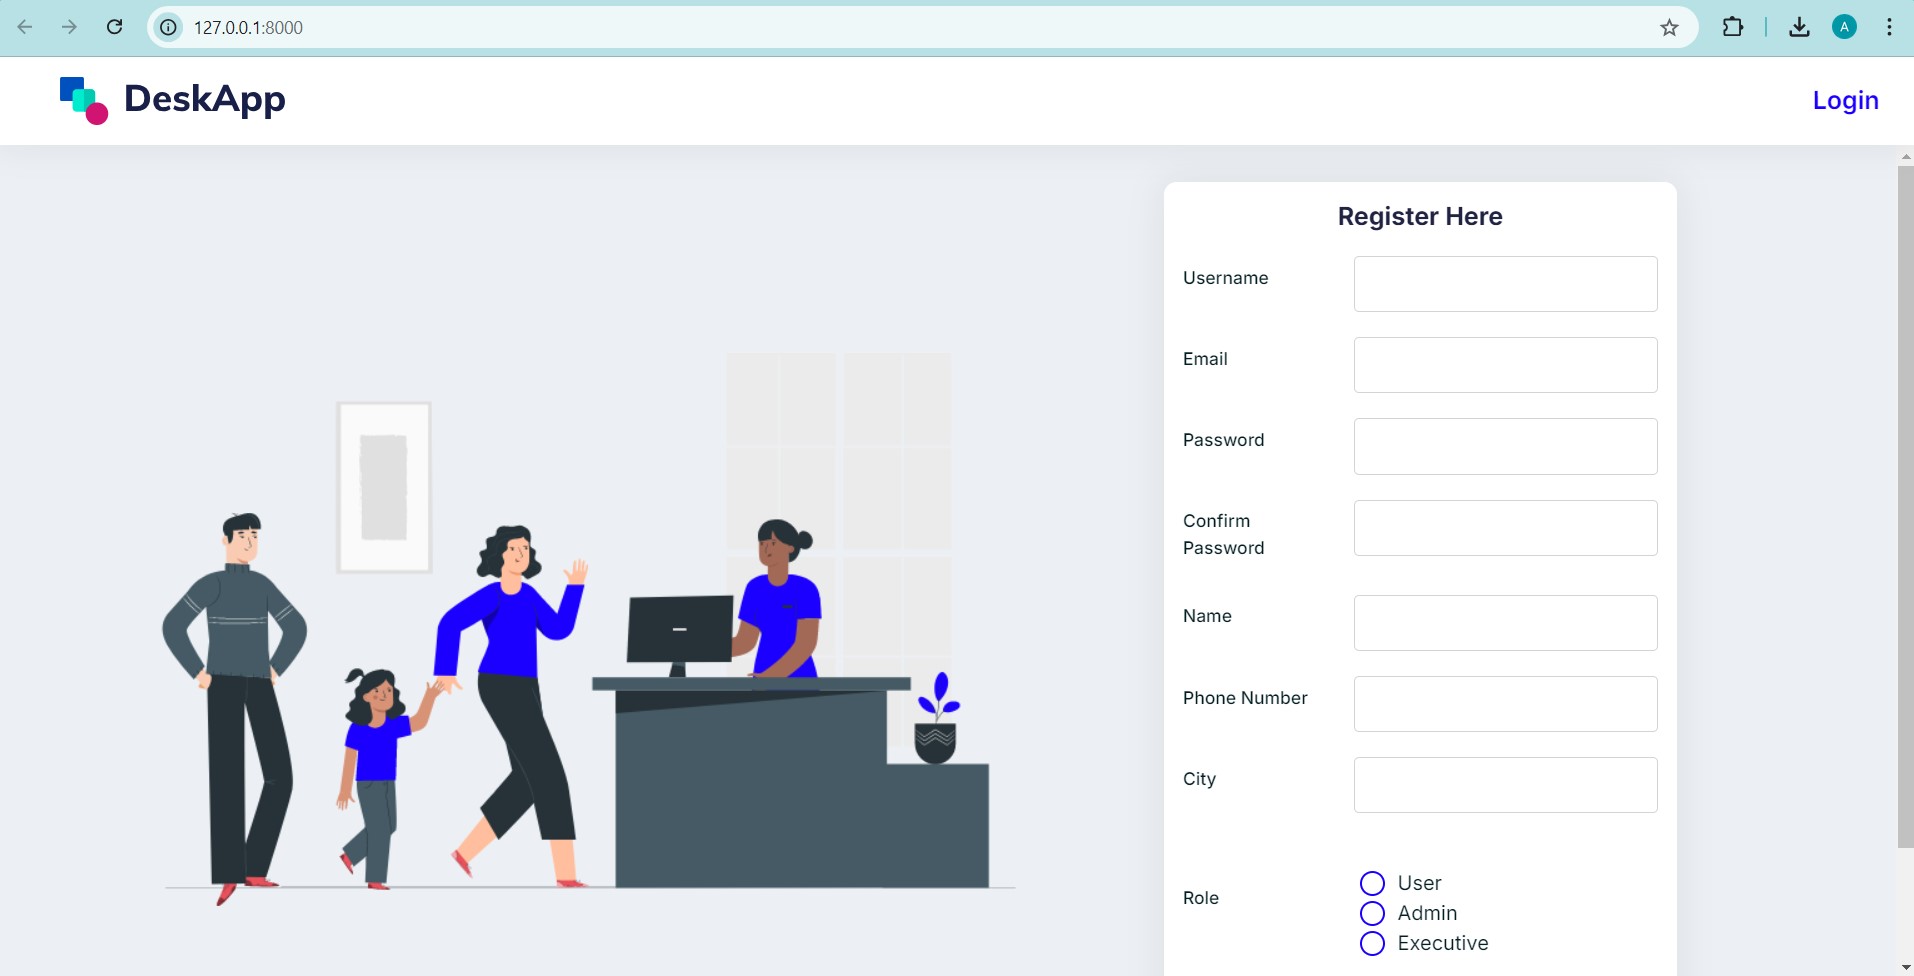 127.0.0.1:8000
A
DeskApp
Login
Register Here
Username
Email
Password
Confirm
Password
Name
Phone Number
City
Role
User
Admin
Executive